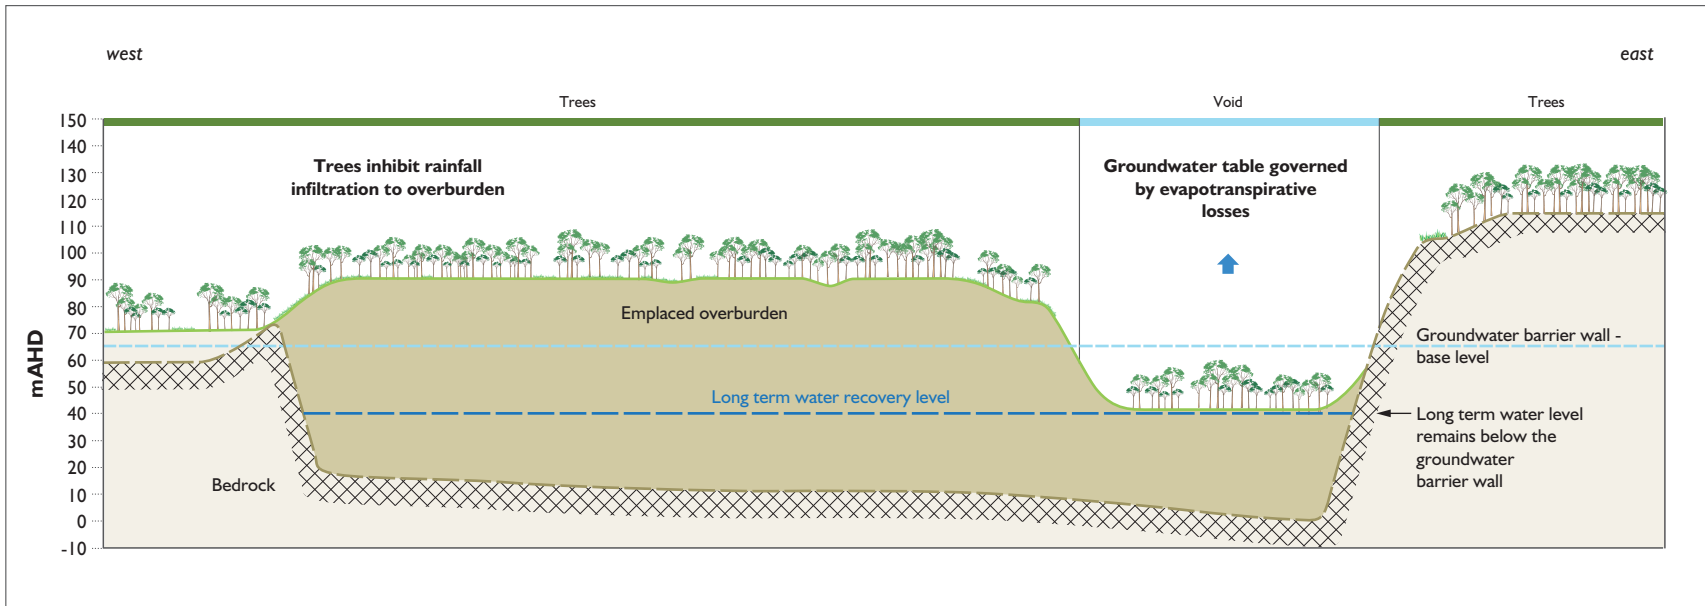 west
east
Trees
Void
Trees
150
140
130
120
110
100
90
80
70
60
50
40
30
20
10
0
-10
mAHD
Trees inhibit rainfall
infiltration to overburden
Groundwater table governed
by evapotranspirative
losses
Emplaced overburden
Groundwater barrier wall -
base level
Long term water recovery level
Long term water level
remains below the
groundwater
barrier wall
Bedrock